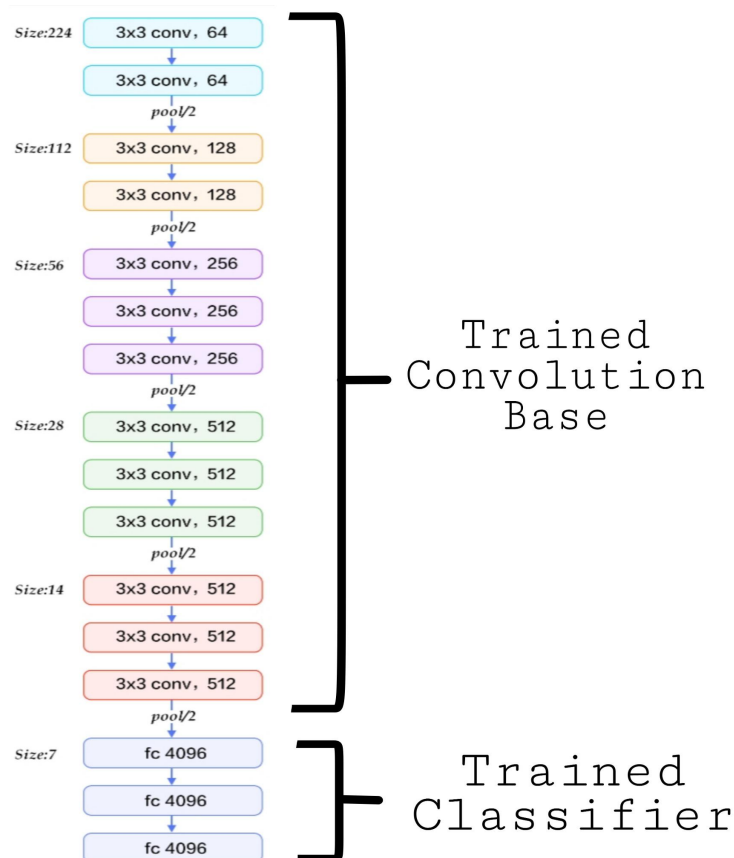 Size:224
3x3 conv, 64
3x3 conv, 64
pool/2
Size:112
3x3 conv, 128
3x3 conv, 128
pool/2
Size:56
3x3 conv, 256
3x3 conv, 256
3x3 conv, 256
pool/2
Size:28
3x3 conv, 512
3x3 conv, 512
3x3 conv, 512
pool/2
Size:14
3x3 conv, 512
3x3 conv, 512
3x3 conv, 512
pool/2
Size:7
fc 4096
fc 4096
fc 4096
Trained
Convolution
Base
Trained
Classifier